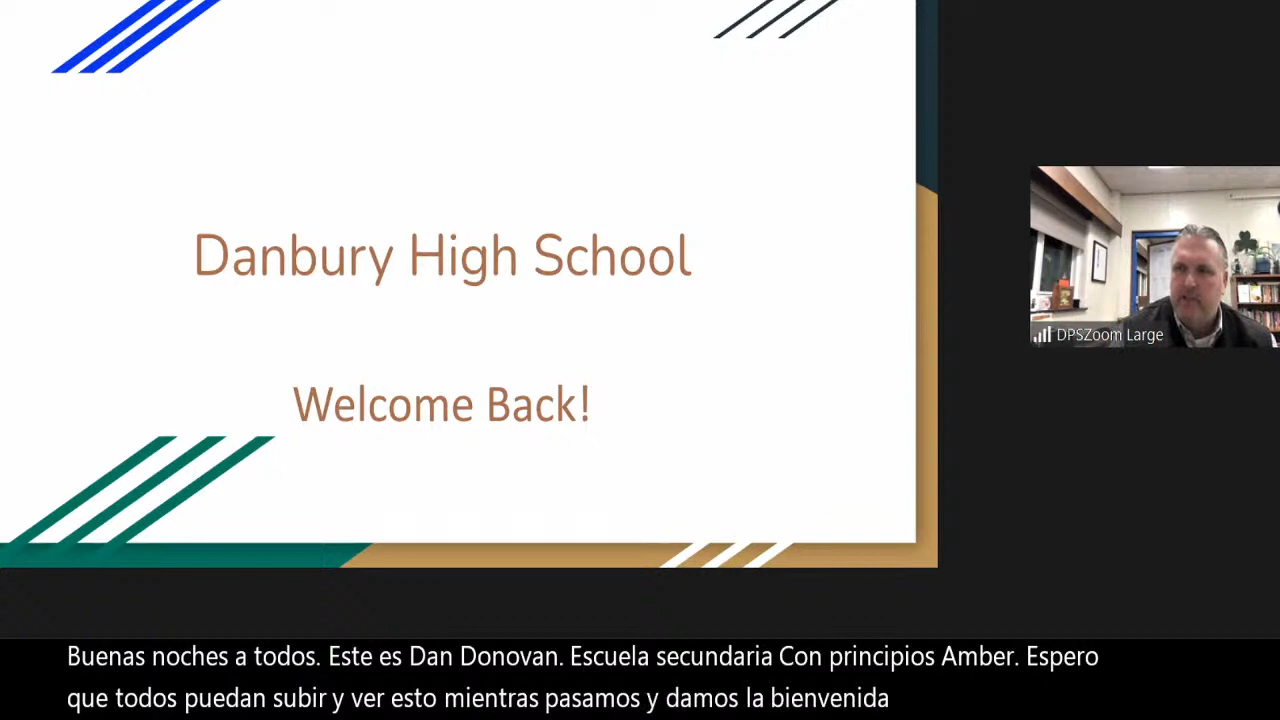 Danbury High School
Welcome Back!
DPSZoom Large
Buenas noches a todos. Este es Dan Donovan. Escuela secundaria Con principios Amber. Espero
que todos puedan subir y ver esto mientras pasamos y damos la bienvenida